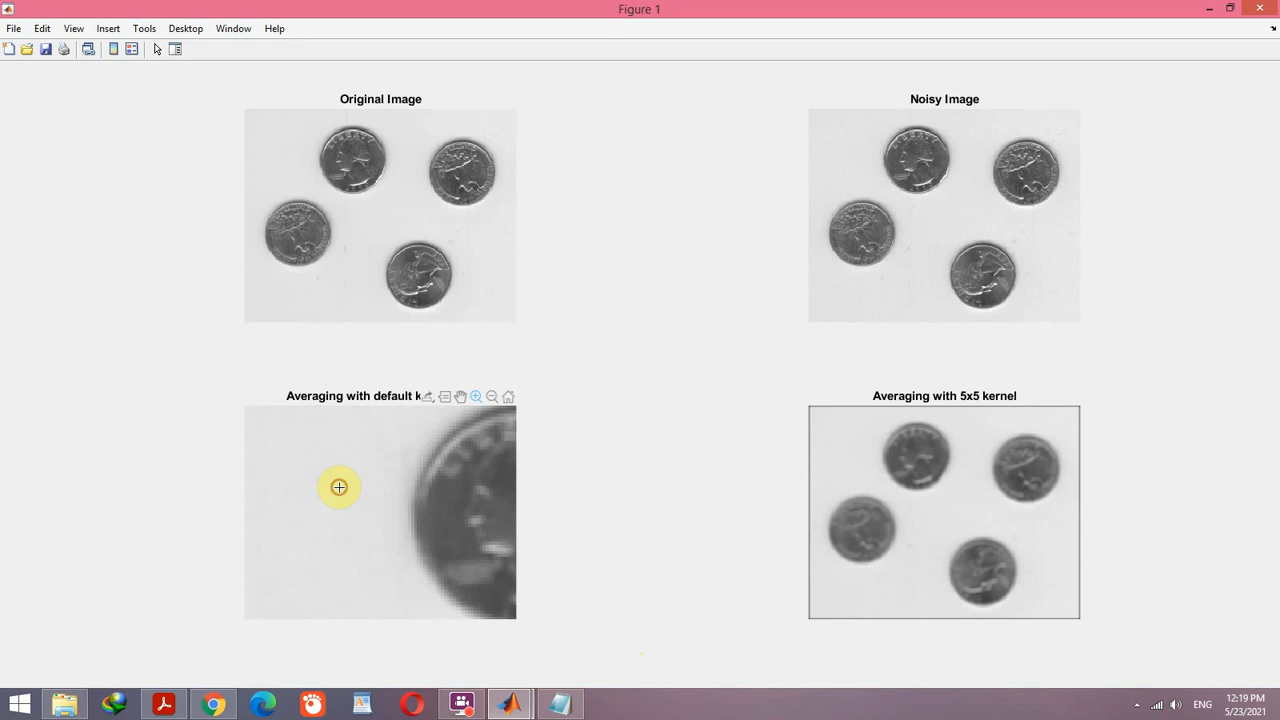 Figure 1
File Edit View Insert Tools Desktop Window Help
Original Image
Noisy Image
LIBERTY
Averaging with default k
Averaging with 5x5 kernel
ENG
12:19 PM
5/23/2021